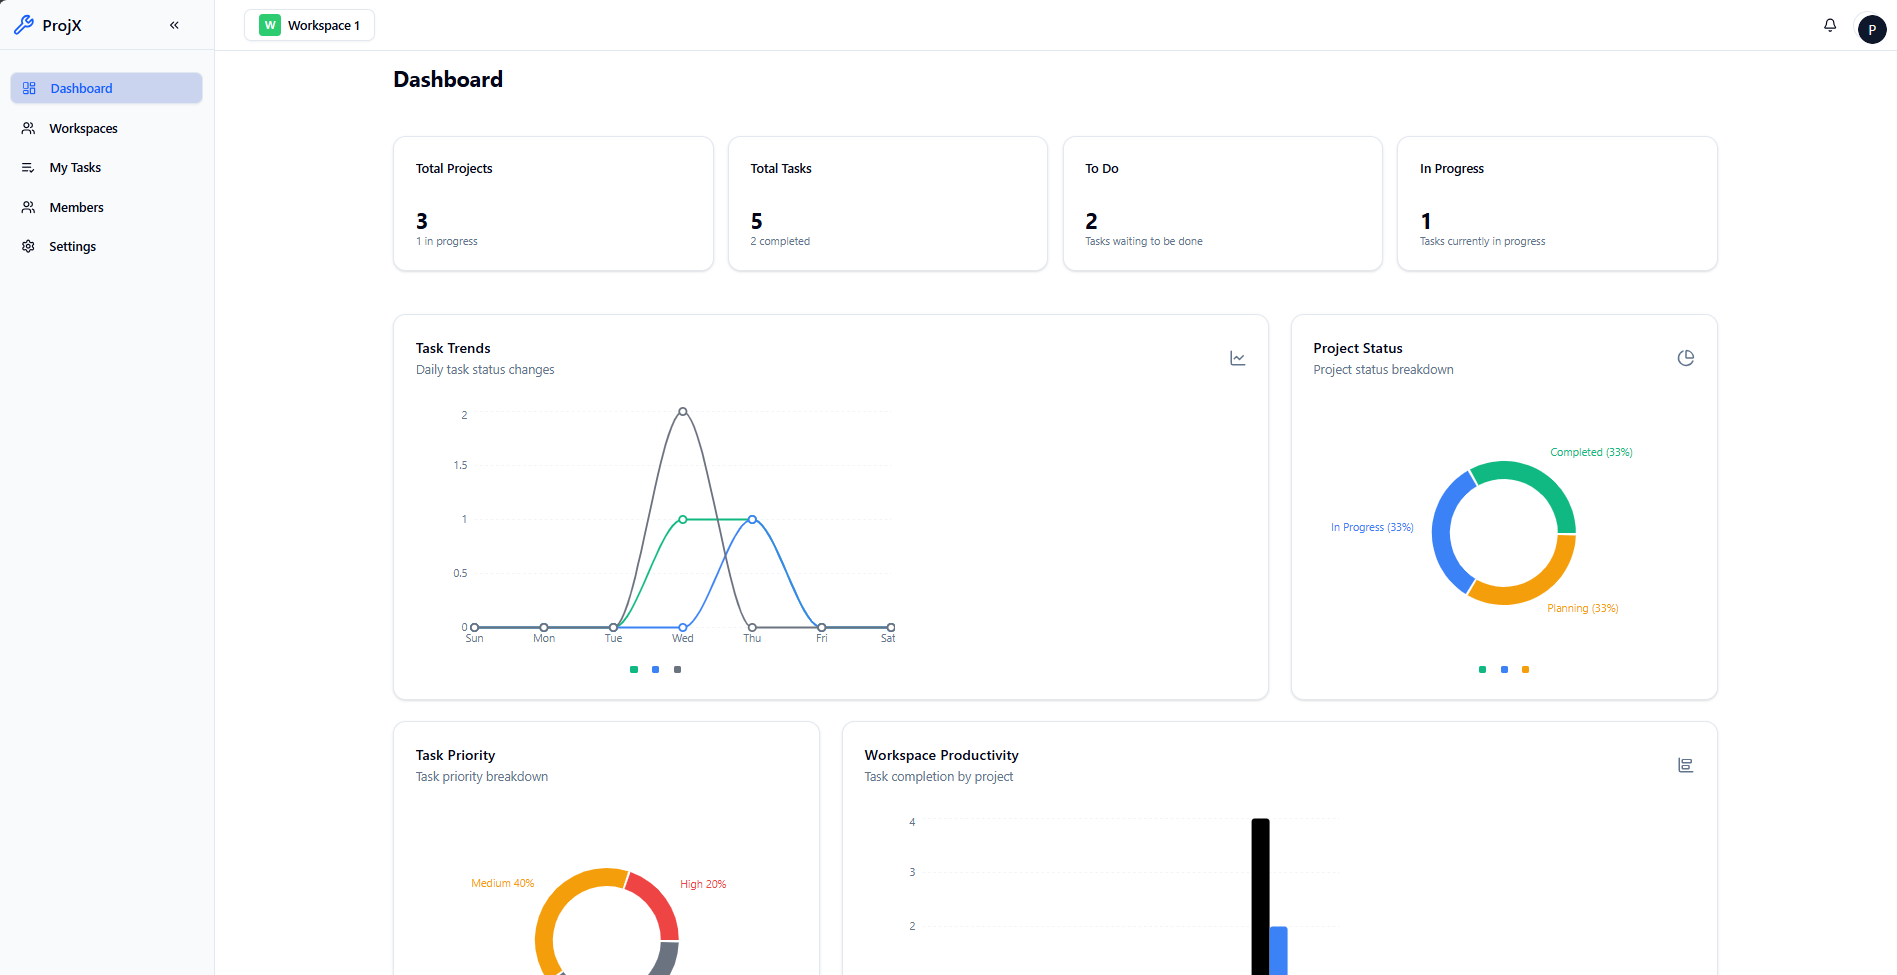 ProjX
W Workspace 1
P
Dashboard
Workspaces
My Tasks
Members
Settings
Dashboard
Total Projects
3
1 in progress
Total Tasks
5
2 completed
To Do
2
Tasks waiting to be done
In Progress
1
Tasks currently in progress
Task Trends
Daily task status changes
2
1.5
1
0.5
0
Sun Mon Tue Wed Thu Fri Sat
Project Status
Project status breakdown
Completed (33%)
In Progress (33%)
Planning (33%)
Task Priority
Task priority breakdown
Medium 40%
High 20%
Workspace Productivity
Task completion by project
4
3
2